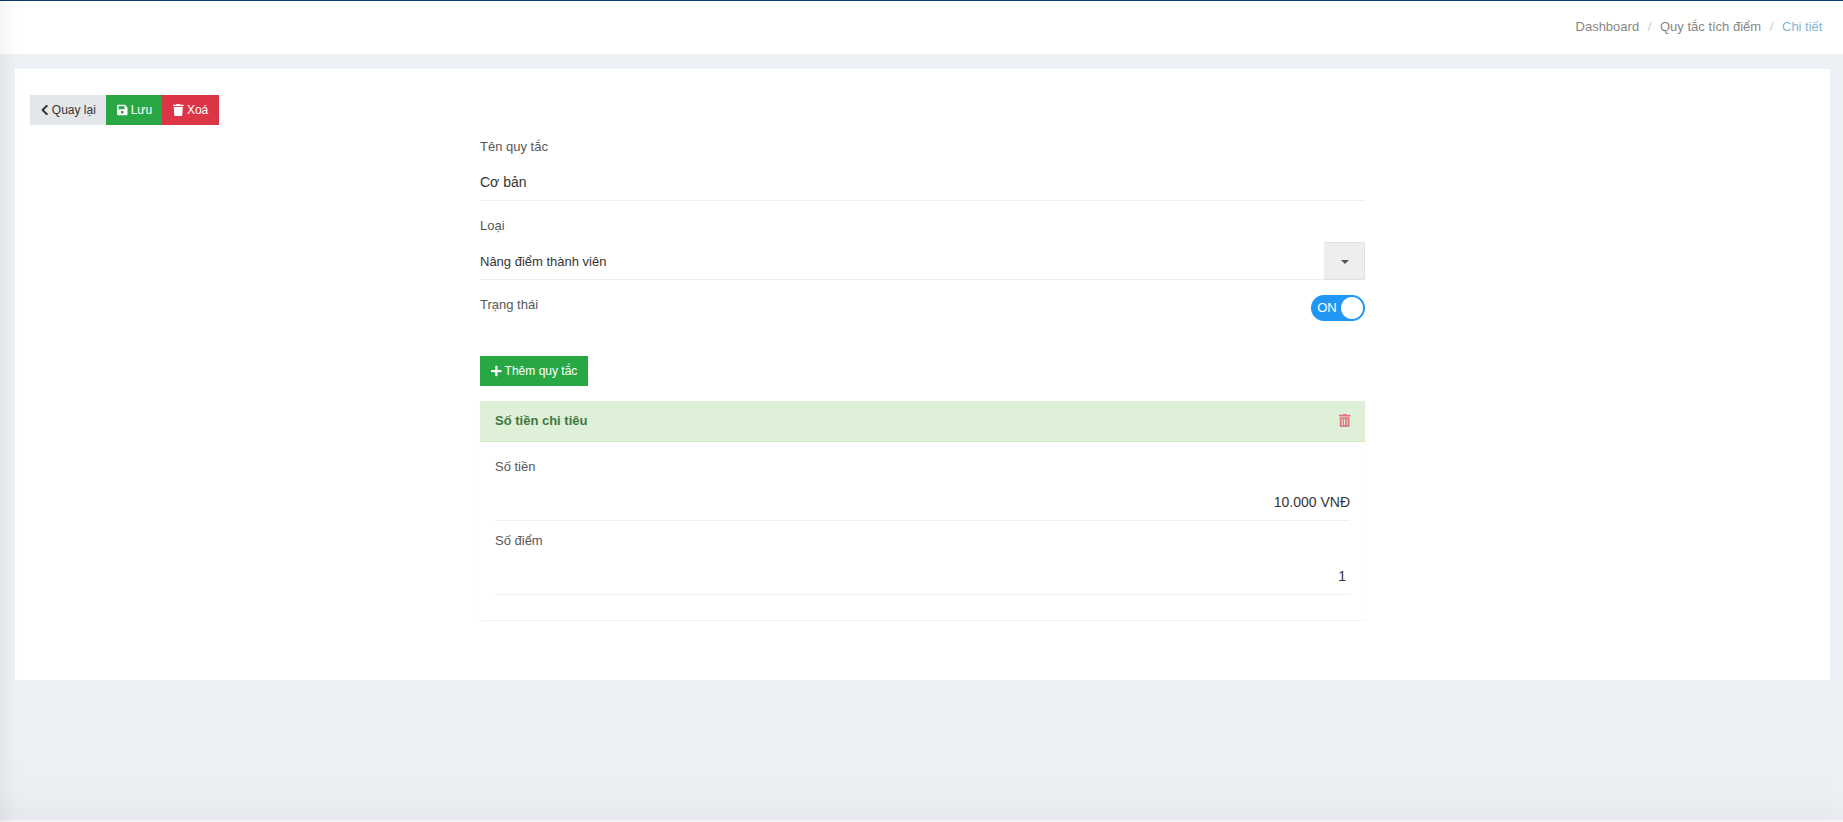 Dashboard / Quy tắc tích điểm / Chi tiết
Quay lại Lưu Xoá
Tên quy tắc
Cơ bản
Loại
Nâng điểm thành viên
Trạng thái ON
Thêm quy tắc
Số tiền chi tiêu
Số tiền
10.000 VNĐ
Số điểm
1